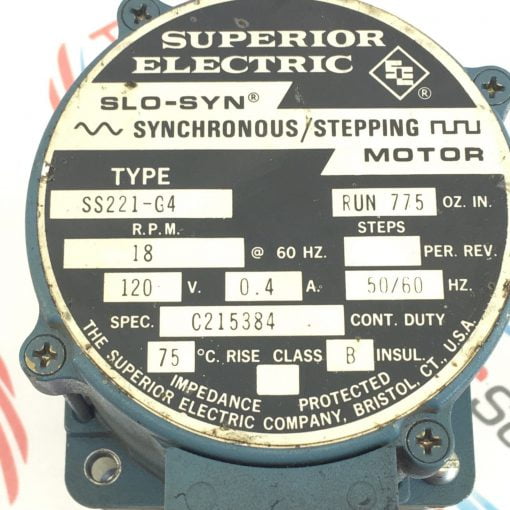 SUPERIOR
ELECTRIC
SE ®
SLO-SYN®
SYNCHRONOUS/STEPPING
MOTOR
TYPE
SS221-G4 RUN 775 OZ. IN.
R.P.M. STEPS
18 @ 60 HZ. PER. REV.
120 V. 0.4 A. 50/60 HZ.
SPEC. C215384 CONT. DUTY
75 °C. RISE CLASS B INSUL.
IMPEDANCE PROTECTED
THE SUPERIOR ELECTRIC COMPANY, BRISTOL, CT., U.S.A.